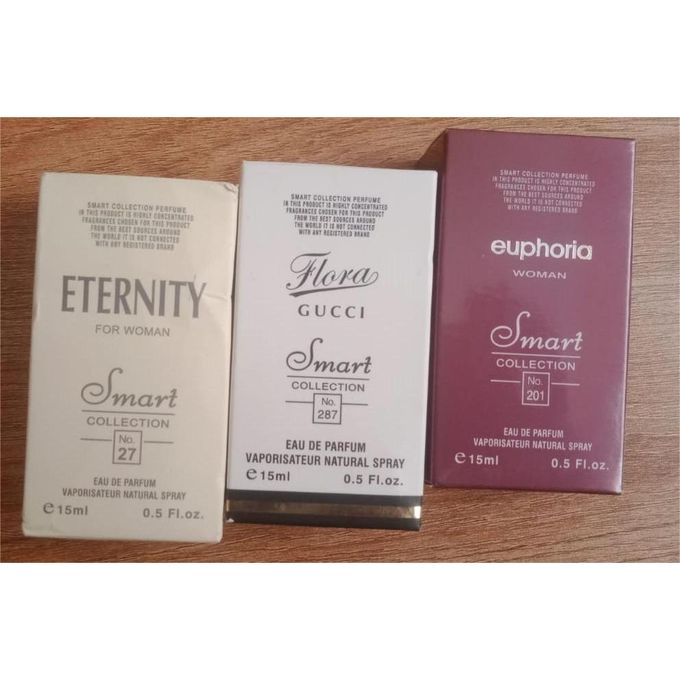 SMART COLLECTION PERFUME
IN THIS PRODUCT IS HIGHLY CONCENTRATED
FRAGRANCES CHOSEN FOR THIS PRODUCT
FROM THE BEST SOURCES AROUND
THE WORLD IT IS NOT CONNECTED
WITH ANY REGISTERED BRAND
ETERNITY
FOR WOMAN
Smart
COLLECTION
No.
27
EAU DE PARFUM
VAPORISATEUR NATURAL SPRAY
e 15ml 0.5 Fl.oz.
SMART COLLECTION PERFUME
IN THIS PRODUCT IS HIGHLY CONCENTRATED
FRAGRANCES CHOSEN FOR THIS PRODUCT
FROM THE BEST SOURCES AROUND
THE WORLD IT IS NOT CONNECTED
WITH ANY REGISTERED BRAND
Flora
GUCCI
Smart
COLLECTION
No.
287
EAU DE PARFUM
VAPORISATEUR NATURAL SPRAY
e 15ml 0.5 Fl.oz.
SMART COLLECTION PERFUME
IN THIS PRODUCT IS HIGHLY CONCENTRATED
FRAGRANCES CHOSEN FOR THIS PRODUCT
FROM THE BEST SOURCES AROUND
THE WORLD IT IS NOT CONNECTED
WITH ANY REGISTERED BRAND
euphoria
WOMAN
Smart
COLLECTION
No.
201
EAU DE PARFUM
VAPORISATEUR NATURAL SPRAY
e 15ml 0.5 Fl.oz.